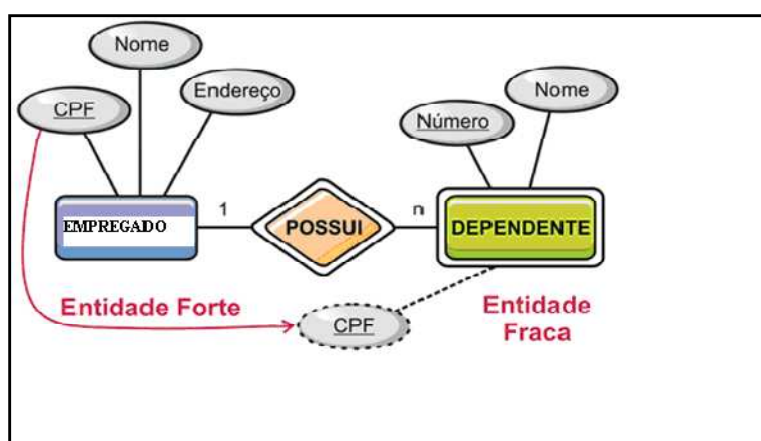 Nome
CPF
Endereço
Nome
Número
EMPREGADO
1
POSSUI
n
DEPENDENTE
Entidade Forte
CPF
Entidade
Fraca